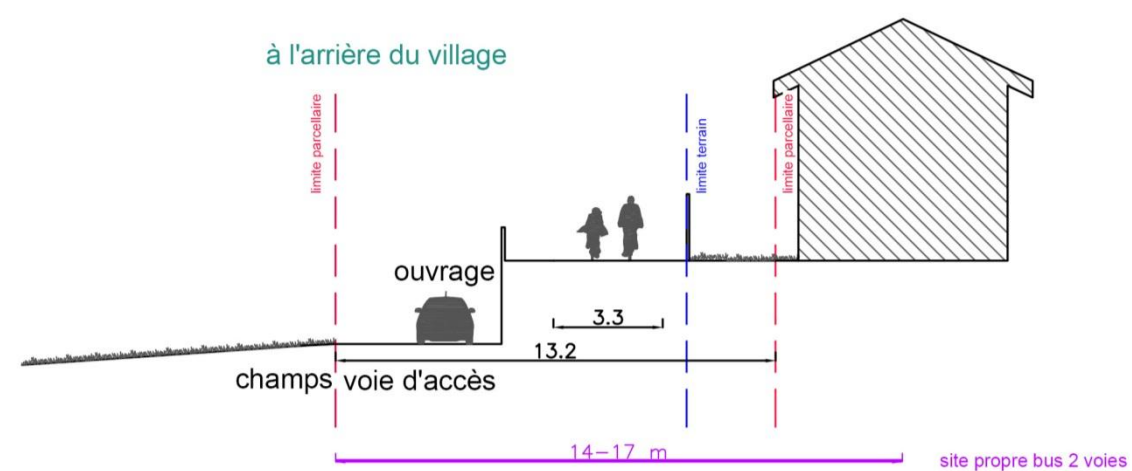 à l'arrière du village
limite parcellaire
limite terrain
limite parcellaire
ouvrage
3.3
13.2
champs
voie d'accès
14-17 m
site propre bus 2 voies